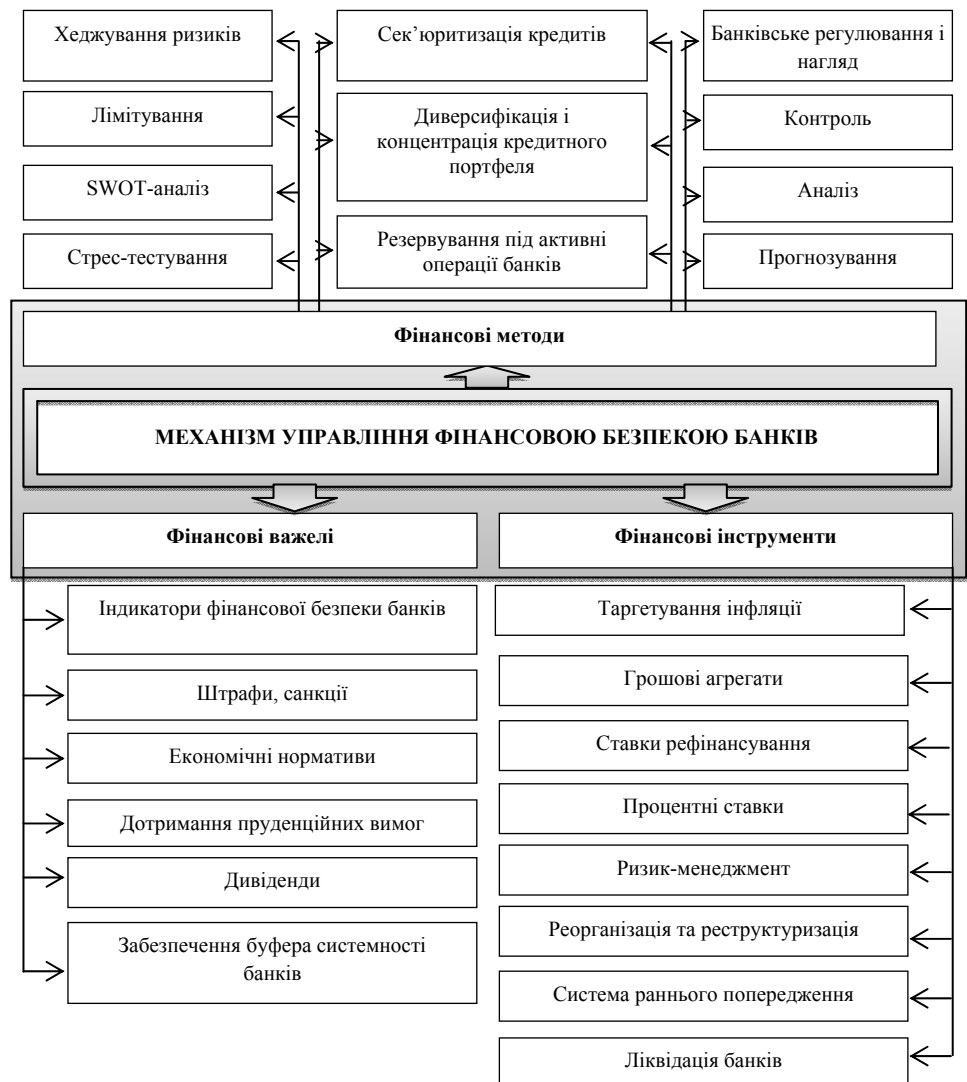 Хеджування ризиків
Сек’юритизація кредитів
Банківське регулювання і
нагляд
Лімітування
Диверсифікація і
концентрація кредитного
портфеля
Контроль
SWOT-аналіз
Аналіз
Стрес-тестування
Резервування під активні
операції банків
Прогнозування
Фінансові методи
МЕХАНІЗМ УПРАВЛІННЯ ФІНАНСОВОЮ БЕЗПЕКОЮ БАНКІВ
Фінансові важелі
Фінансові інструменти
Індикатори фінансової безпеки банків
Штрафи, санкції
Економічні нормативи
Дотримання пруденційних вимог
Дивіденди
Забезпечення буфера системності
банків
Таргетування інфляції
Грошові агрегати
Ставки рефінансування
Процентні ставки
Ризик-менеджмент
Реорганізація та реструктуризація
Система раннього попередження
Ліквідація банків